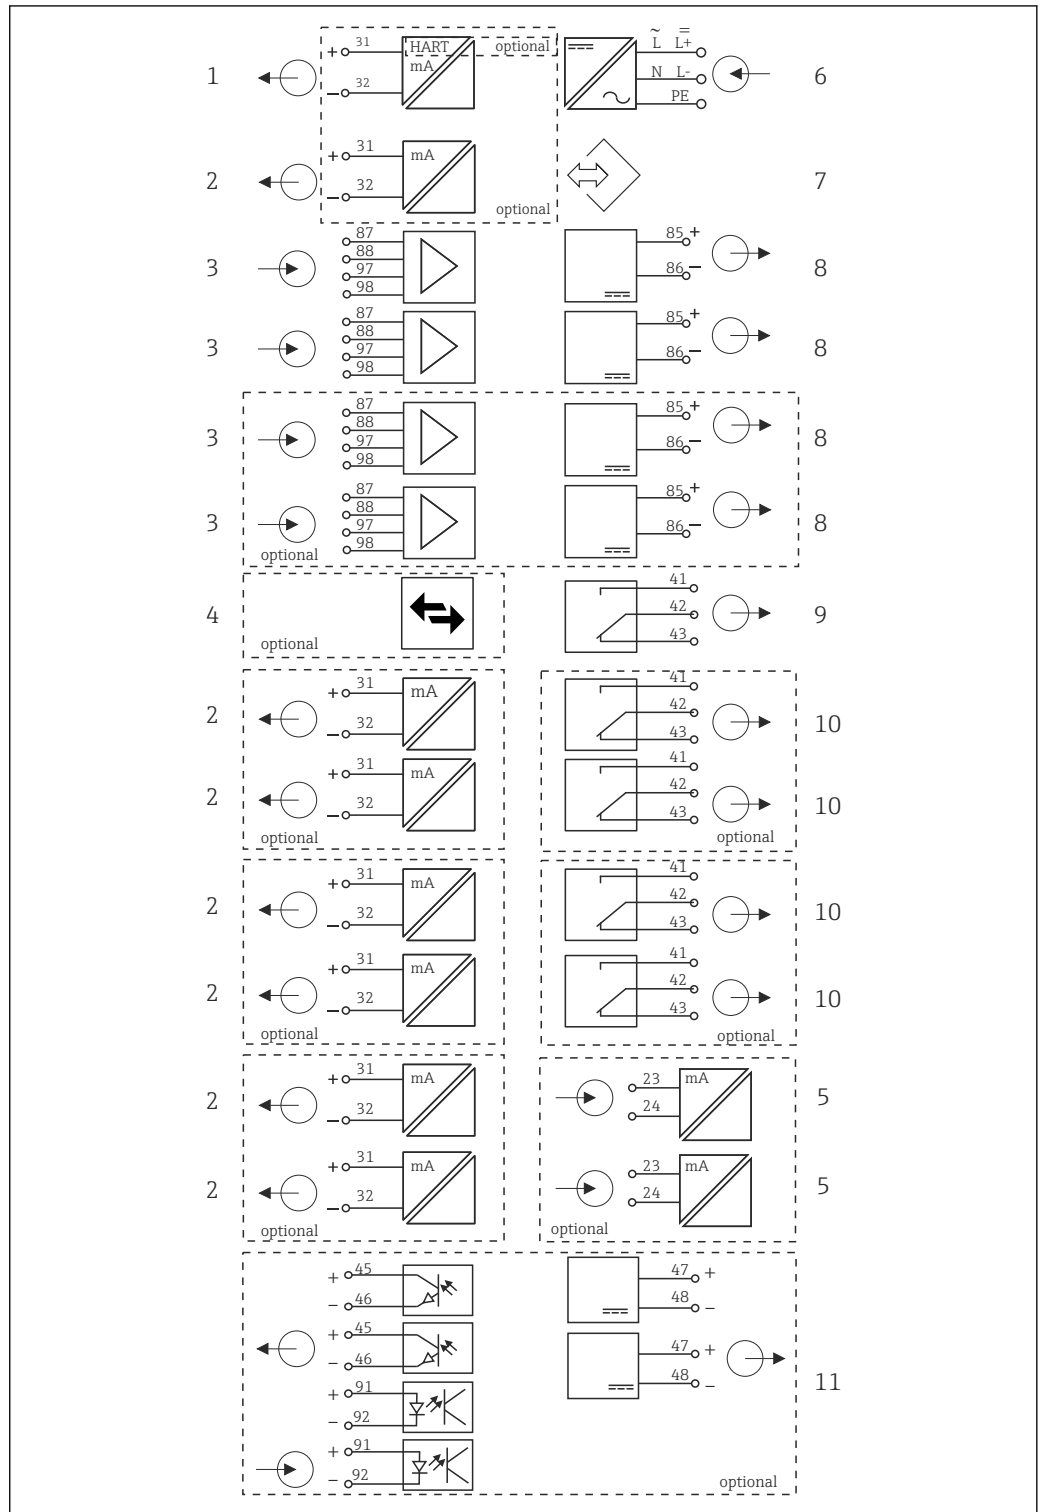 31 HART optional ~ L = L+
+ mA
1 32 N L- 6
− PE
31
+ mA
2 32 7
−
optional
87 85 +
3 88 8
97 86 −
98
87 85 +
3 88 8
97 86 −
98
87 85 +
3 88 8
97 86 −
98
87 85 +
3 88 8
97 86 −
98
optional
41
4 42 9
optional 43
31 41
+ mA
2 32 42 10
− 43
31 41
+ mA
2 32 42 10
− 43
optional optional
31 41
+ mA
2 32 42 10
− 43
31 41
+ mA
2 32 42 10
− 43
optional optional
31 23 mA
+ mA
2 32 24 5
−
31 23 mA
+ mA
2 32 24 5
−
optional optional
+ 45 47 +
− 46 48 −
+ 45 47 +
− 46 48 −
+ 91 11
− 92
+ 91
− 92 optional